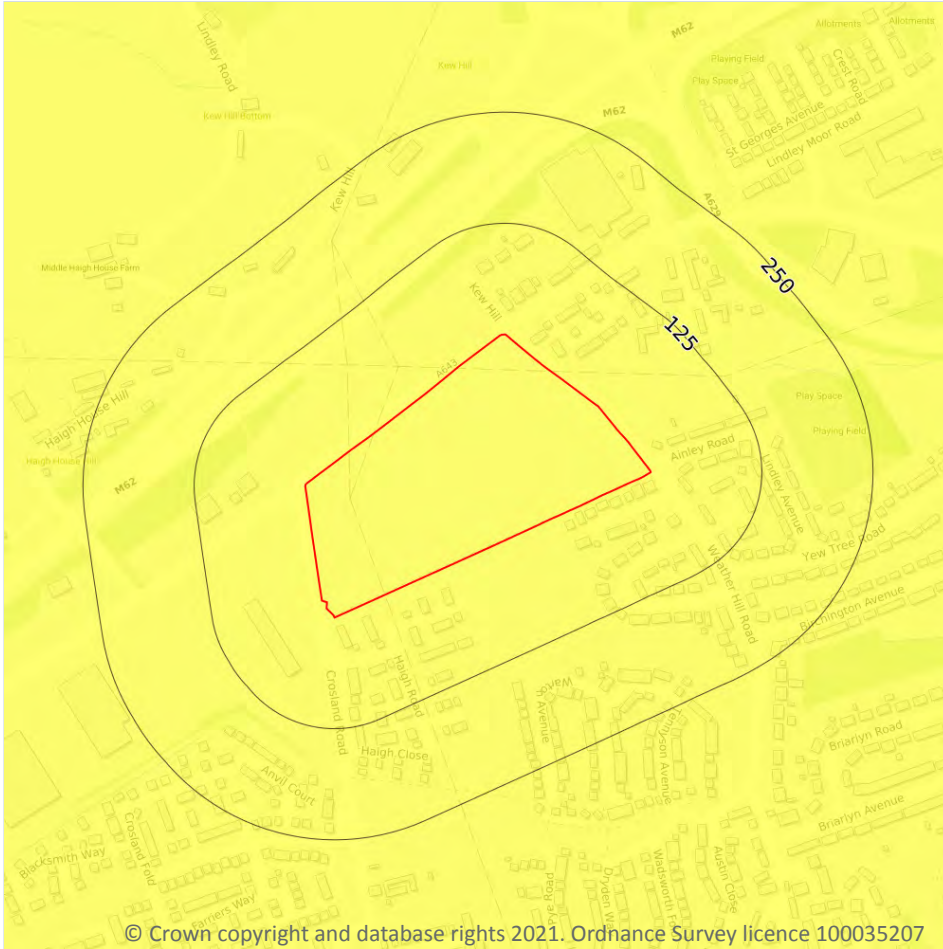 Allotments
Allotments
M62
Lindley Road
Kew Hill
Playing Field
Crest Road
Play Space
Kew Hill Bottom
M62
St Georges Avenue
Lindley Moor Road
Kew Hill
A629
Middle Haigh House Farm
250
Kew Hill
125
A643
Haigh House Hill
Play Space
Playing Field
Ainley Road
Haigh House Hill
M62
Lindley Avenue
Yew Tree Road
Weather Hill Road
Birchington Avenue
Haigh Road
Crosland Road
Avenue
Tennyson Avenue
Haigh Close
Briarlyn Road
Anvil Court
Briarlyn Avenue
Crosland Fold
Blacksmith Way
Farriers Way
Pye Road
Wadsworth
Austin Close
© Crown copyright and database rights 2021. Ordnance Survey licence 100035207